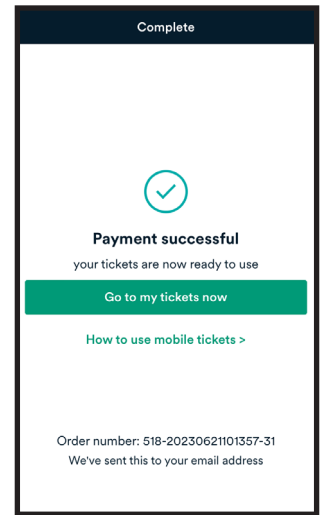 Complete
Payment successful
your tickets are now ready to use
Go to my tickets now
How to use mobile tickets >
Order number: 518-20230621101357-31
We've sent this to your email address